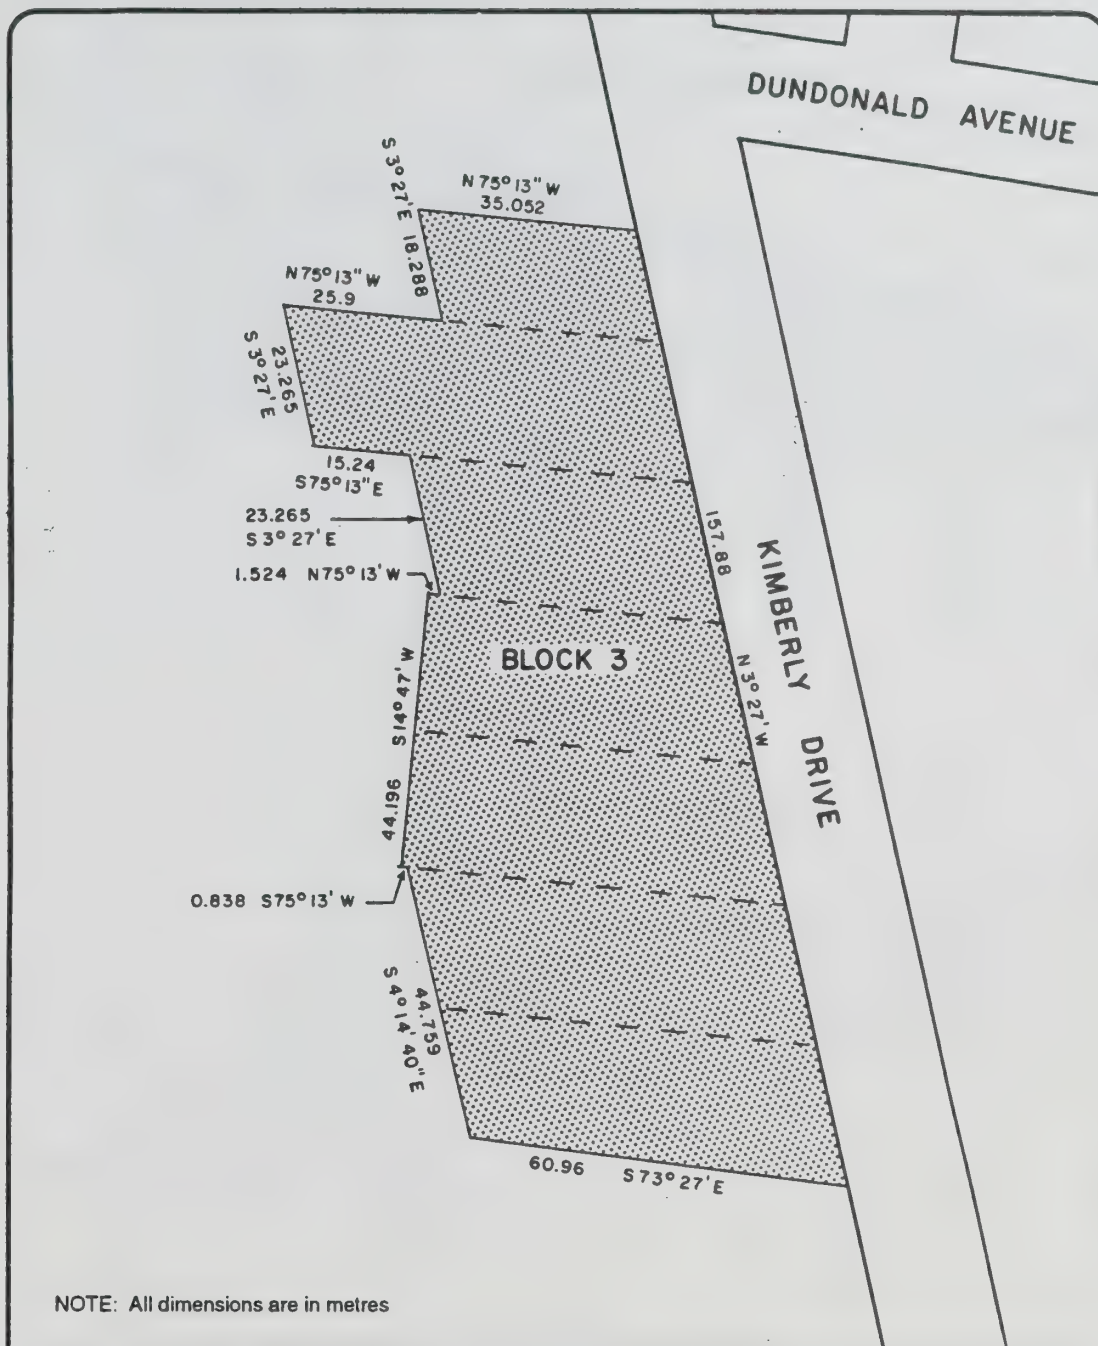 DUNDONALD AVENUE
N 75° 13" W
35.052
S 3° 27' E 18.288
N 75° 13" W
25.9
23.265
S 3° 27' E
15.24
S 75° 13" E
23.265
S 3° 27' E
1.524 N 75° 13' W
157.88
N 3° 27' W
KIMBERLY DRIVE
BLOCK 3
44.196 S 14° 47' W
0.838 S 75° 13' W
44.759
S 4° 14' 40" E
60.96 S 73° 27' E
NOTE: All dimensions are in metres